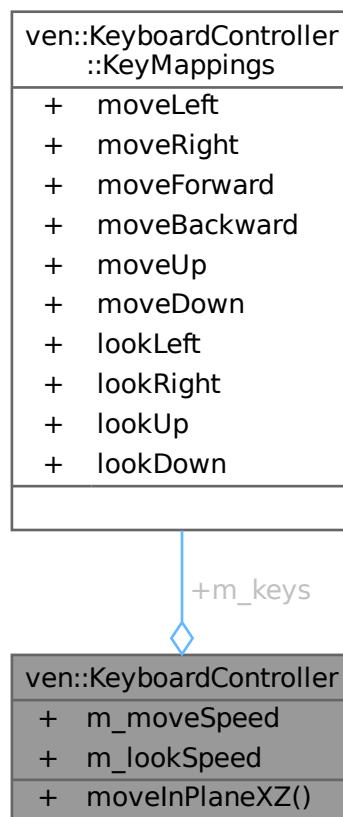 ven::KeyboardController
::KeyMappings
+ moveLeft
+ moveRight
+ moveForward
+ moveBackward
+ moveUp
+ moveDown
+ lookLeft
+ lookRight
+ lookUp
+ lookDown
+m_keys
ven::KeyboardController
+ m_moveSpeed
+ m_lookSpeed
+ moveInPlaneXZ()